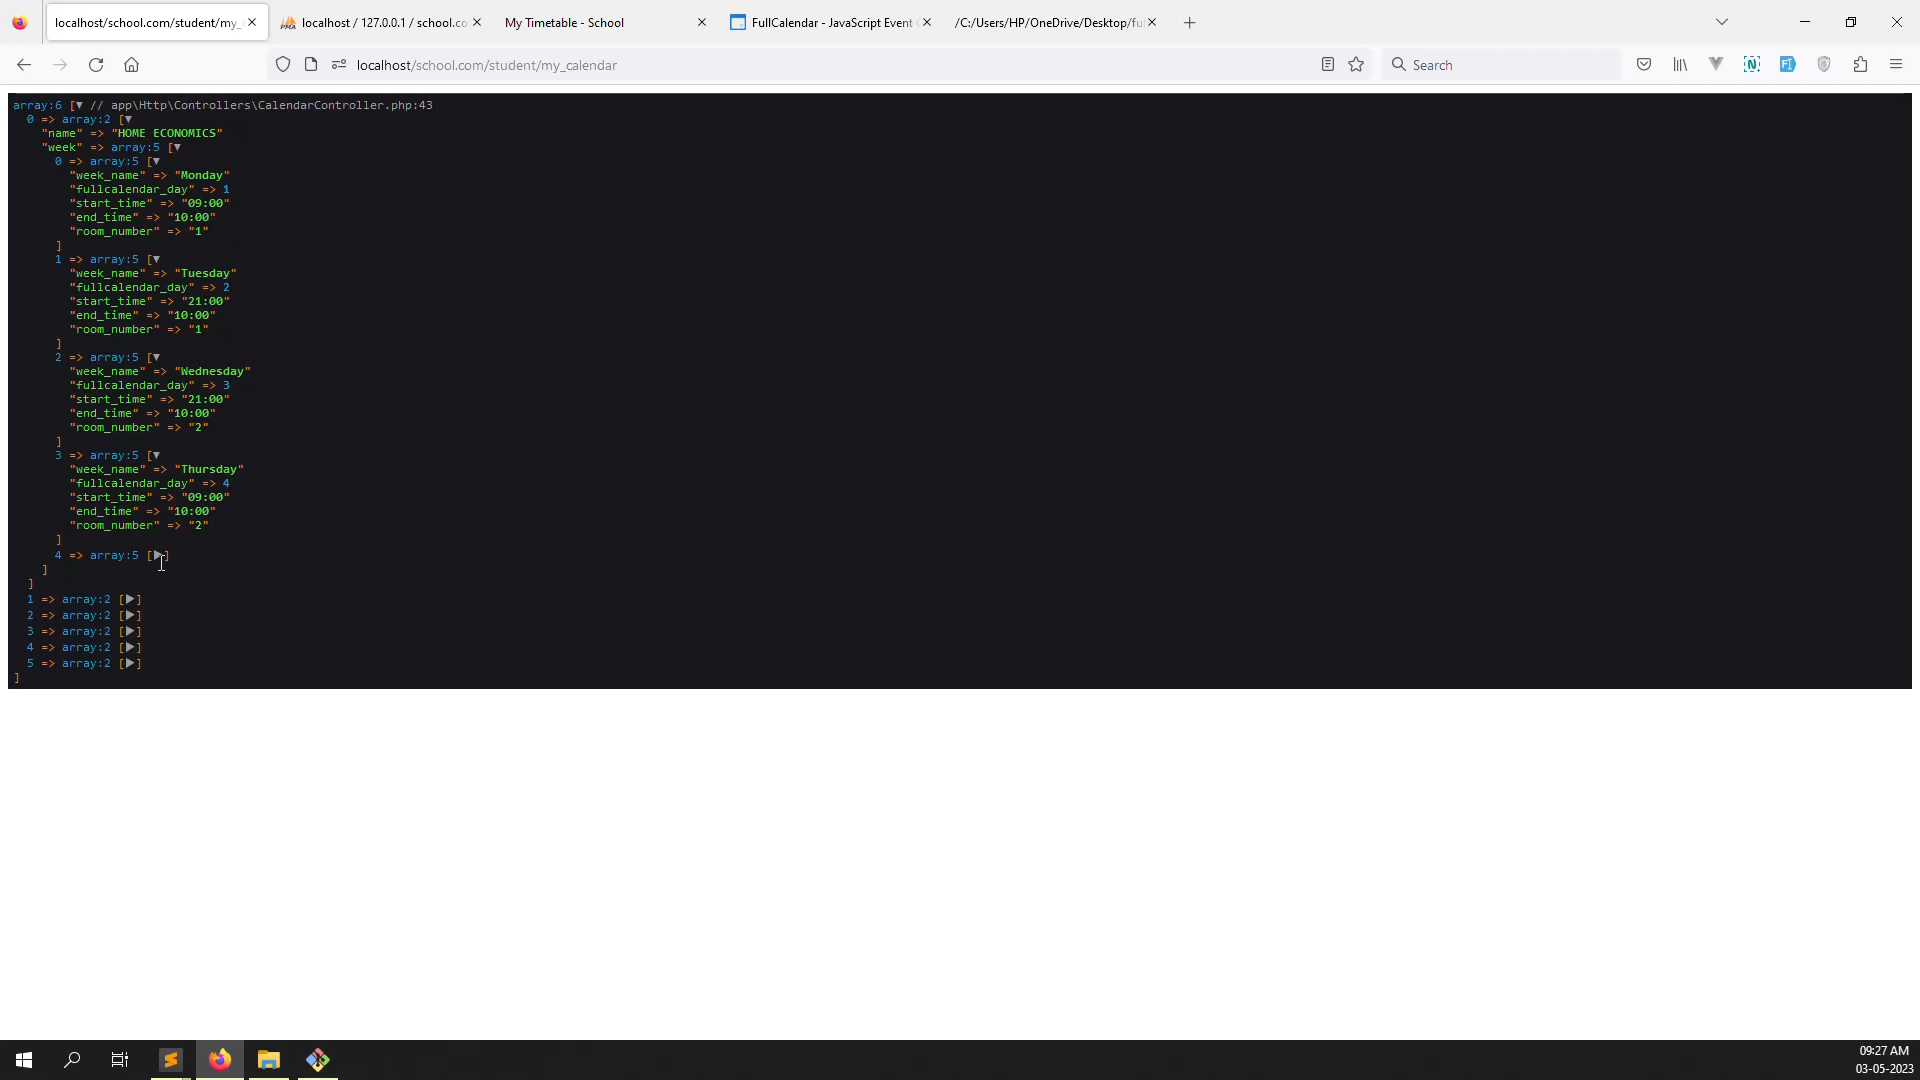 localhost/school.com/student/my_
localhost / 127.0.0.1 / school.co
My Timetable - School
FullCalendar - JavaScript Event
/C:/Users/HP/OneDrive/Desktop/fu
localhost/school.com/student/my_calendar
Search
array:6 [▼ // app\Http\Controllers\CalendarController.php:43
0 => array:2 [▼
"name" => "HOME ECONOMICS"
"week" => array:5 [▼
0 => array:5 [▼
"week_name" => "Monday"
"fullcalendar_day" => 1
"start_time" => "09:00"
"end_time" => "10:00"
"room_number" => "1"
]
1 => array:5 [▼
"week_name" => "Tuesday"
"fullcalendar_day" => 2
"start_time" => "21:00"
"end_time" => "10:00"
"room_number" => "1"
]
2 => array:5 [▼
"week_name" => "Wednesday"
"fullcalendar_day" => 3
"start_time" => "21:00"
"end_time" => "10:00"
"room_number" => "2"
]
3 => array:5 [▼
"week_name" => "Thursday"
"fullcalendar_day" => 4
"start_time" => "09:00"
"end_time" => "10:00"
"room_number" => "2"
]
4 => array:5 [▶]
]
]
1 => array:2 [▶]
2 => array:2 [▶]
3 => array:2 [▶]
4 => array:2 [▶]
5 => array:2 [▶]
]
09:27 AM
03-05-2023